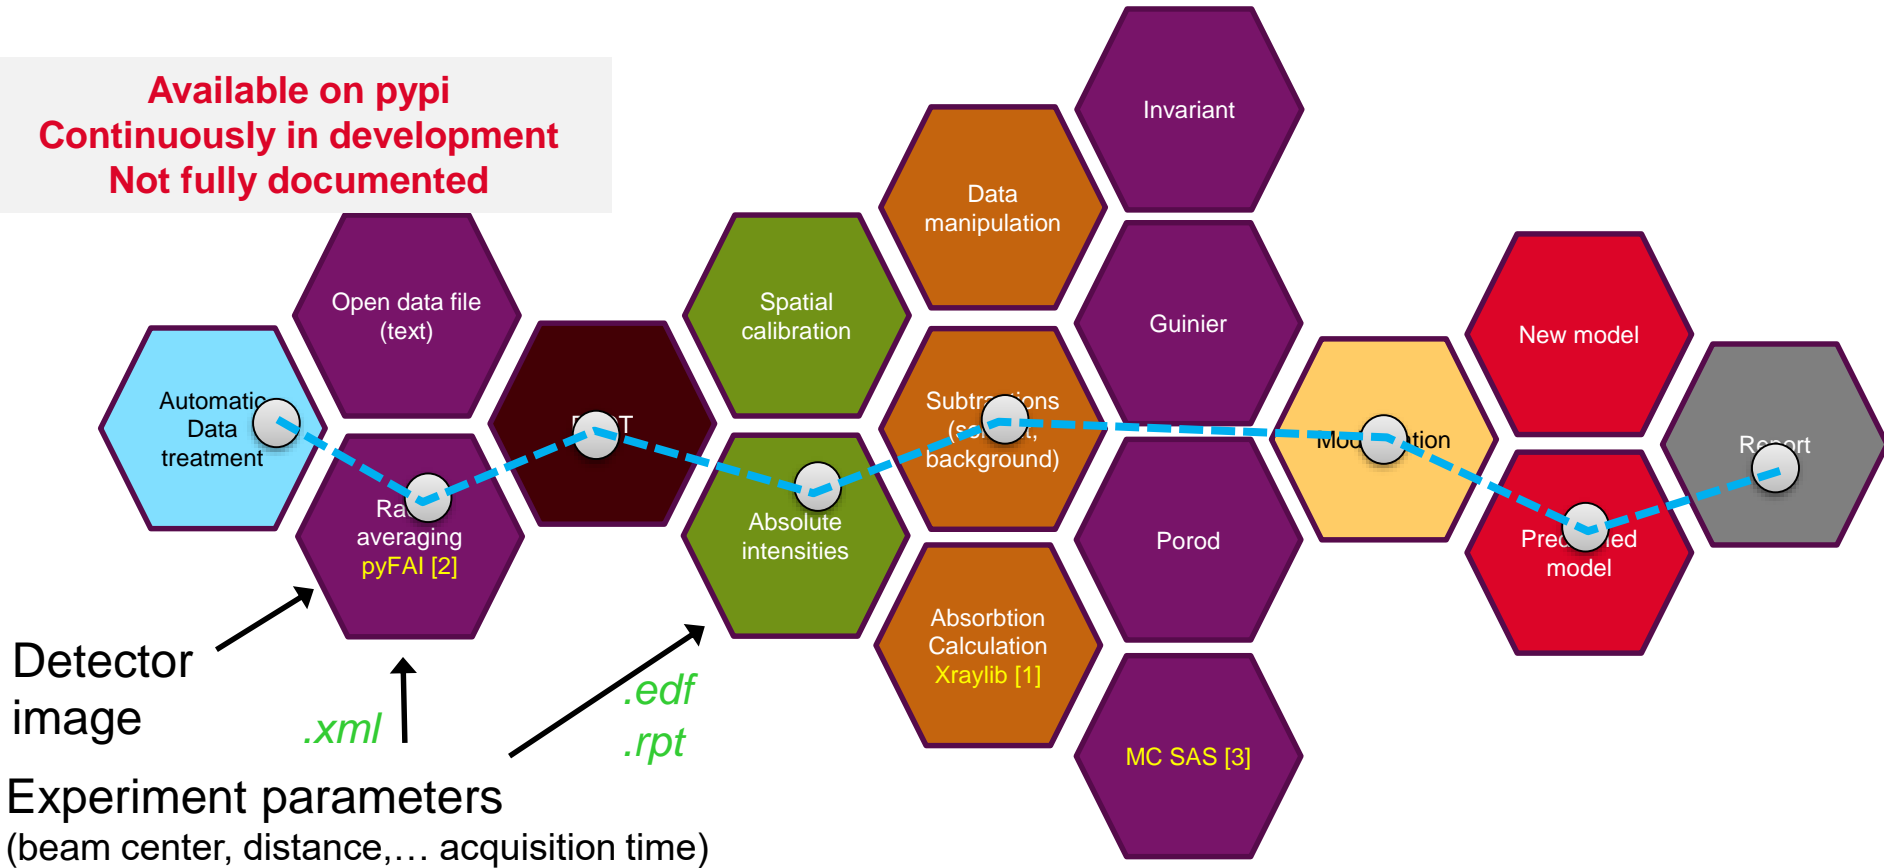 Available on pypi
Continuously in development
Not fully documented
Invariant
Data
manipulation
Open data file
(text)
Spatial
calibration
Guinier
New model
Automatic
Data
treatment
Subtractions
(solvent,
background)
Report
averaging
pyFAI [2]
Absolute
intensities
Porod
model
Absorbtion
Calculation
Xraylib [1]
MC SAS [3]
Detector
image
.xml
.edf
.rpt
Experiment parameters
(beam center, distance,… acquisition time)